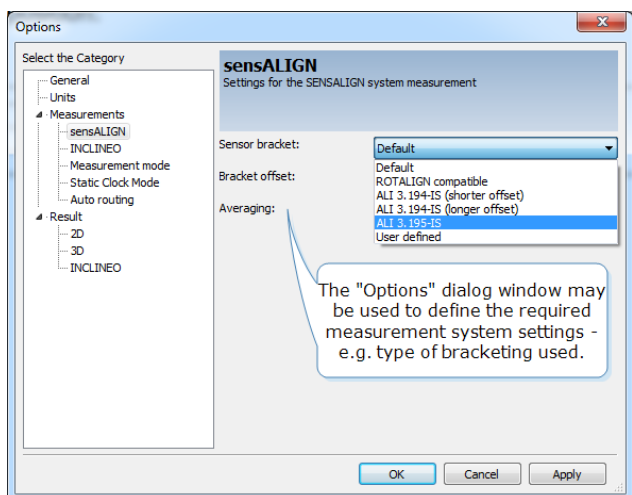 Options
Select the Category
General
Units
Measurements
sensALIGN
INCLINEO
Measurement mode
Static Clock Mode
Auto routing
Result
2D
3D
INCLINEO
sensALIGN
Settings for the SENSALIGN system measurement
Sensor bracket:
Default
Default
ROTALIGN compatible
ALI 3.194-IS (shorter offset)
ALI 3.194-IS (longer offset)
ALI 3.195-IS
User defined
Bracket offset:
Averaging:
The "Options" dialog window may
be used to define the required
measurement system settings -
e.g. type of bracketing used.
OK
Cancel
Apply